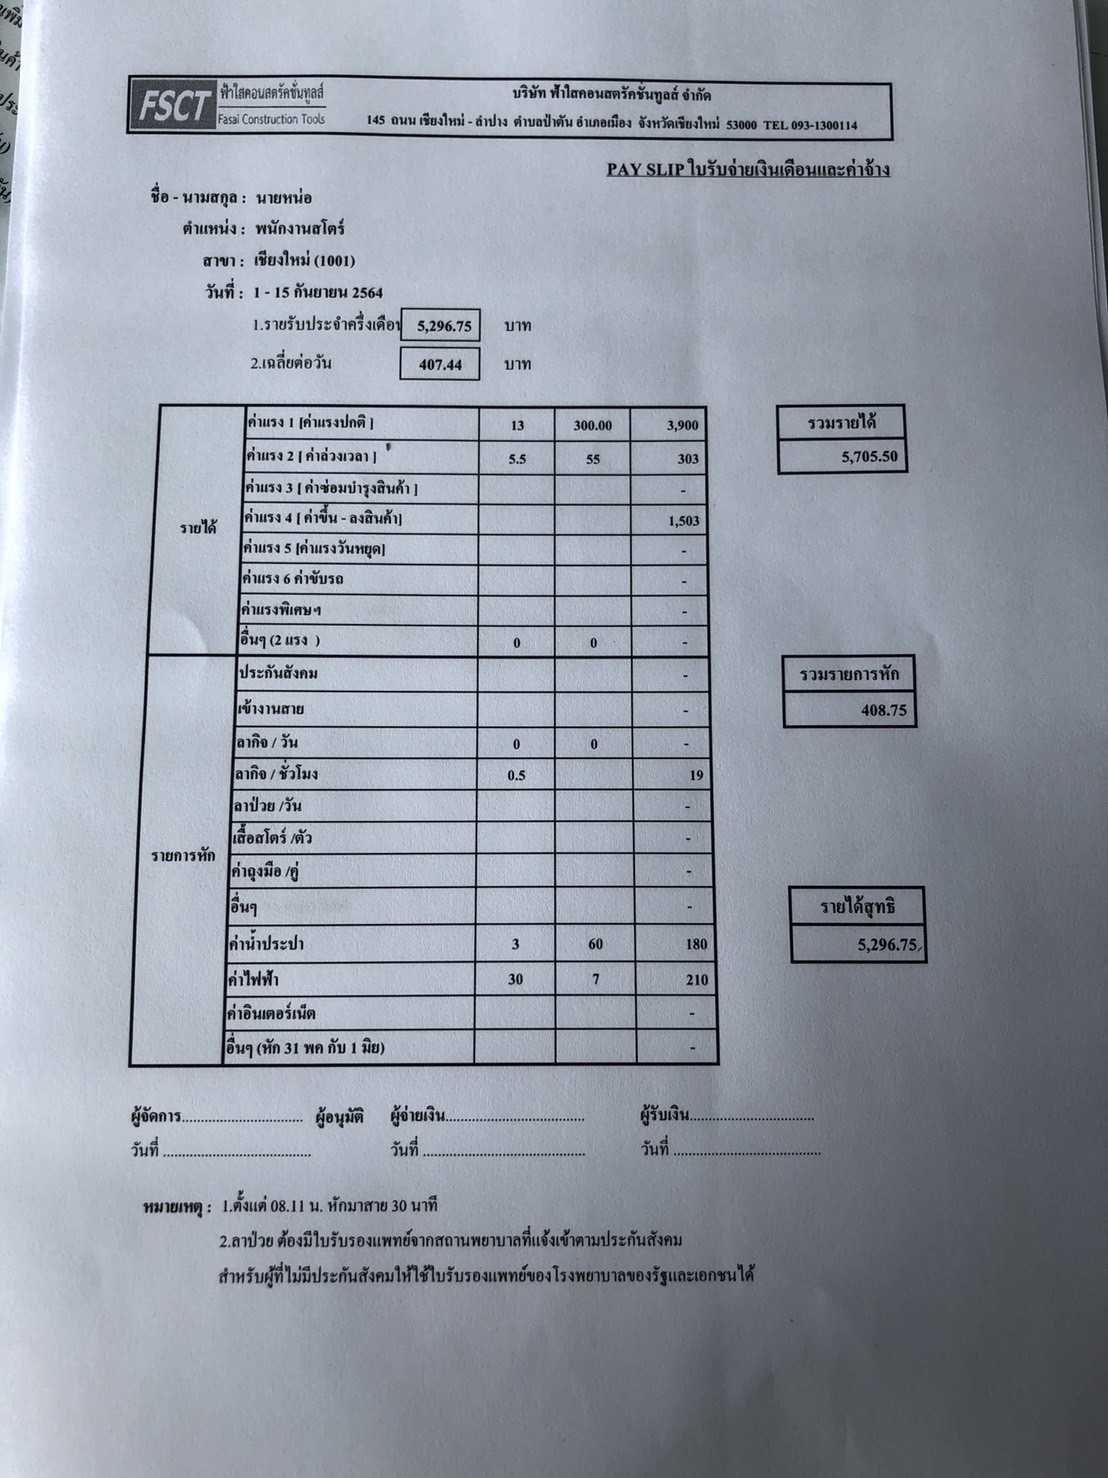 FSCT ฟ้าใสคอนสตรัคชั่นทูลส์
Fasai Construction Tools
บริษัท ฟ้าใสคอนสตรัคชั่นทูลส์ จำกัด
145 ถนน เชียงใหม่ - ลำปาง ตำบลป่าตัน อำเภอเมือง จังหวัดเชียงใหม่ 53000 TEL 093-1300114
PAY SLIP ใบรับจ่ายเงินเดือนและค่าจ้าง
ชื่อ - นามสกุล : นายหน่อ
ตำแหน่ง : พนักงานสโตร์
สาขา : เชียงใหม่ (1001)
วันที่ : 1 - 15 กันยายน 2564
1.รายรับประจำครึ่งเดือน 5,296.75 บาท
2.เฉลี่ยต่อวัน 407.44 บาท
รายได้
ค่าแรง 1 [ค่าแรงปกติ ] 13 300.00 3,900
ค่าแรง 2 [ ค่าล่วงเวลา ] 5.5 55 303
ค่าแรง 3 [ ค่าซ่อมบำรุงสินค้า ] -
ค่าแรง 4 [ ค่าขึ้น - ลงสินค้า] 1,503
ค่าแรง 5 [ค่าแรงวันหยุด] -
ค่าแรง 6 ค่าขับรถ -
ค่าแรงพิเศษฯ -
อื่นๆ (2 แรง ) 0 0 -
รวมรายได้
5,705.50
รายการหัก
ประกันสังคม -
เข้างานสาย -
ลากิจ / วัน 0 0 -
ลากิจ / ชั่วโมง 0.5 19
ลาป่วย /วัน -
เสื้อสโตร์ /ตัว -
ค่าถุงมือ /คู่ -
อื่นๆ -
ค่าน้ำประปา 3 60 180
ค่าไฟฟ้า 30 7 210
ค่าอินเตอร์เน็ต -
อื่นๆ (หัก 31 พค กับ 1 มิย) -
รวมรายการหัก
408.75
รายได้สุทธิ
5,296.75
ผู้จัดการ................................ ผู้อนุมัติ ผู้จ่ายเงิน..................................... ผู้รับเงิน.................................
วันที่ ....................................... วันที่ ........................................... วันที่ .......................................
หมายเหตุ : 1.ตั้งแต่ 08.11 น. หักมาสาย 30 นาที
2.ลาป่วย ต้องมีใบรับรองแพทย์จากสถานพยาบาลที่แจ้งเข้าตามประกันสังคม
สำหรับผู้ที่ไม่มีประกันสังคมให้ใช้ใบรับรองแพทย์ของโรงพยาบาลของรัฐและเอกชนได้